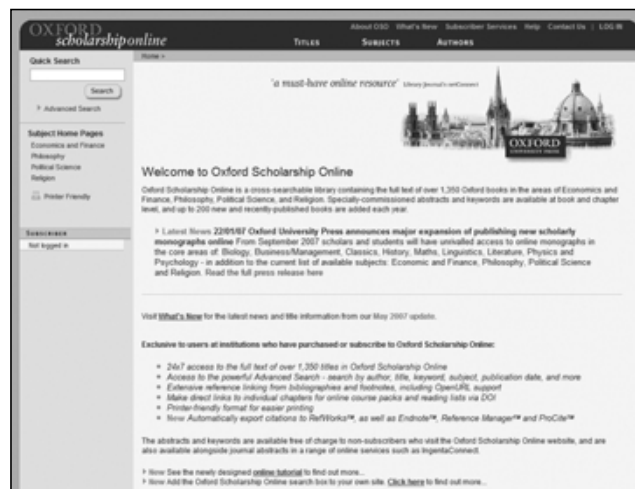 About OSO What's New Subscriber Services Help Contact Us | LOG IN
OXFORD
scholarshiponline
TITLES SUBJECTS AUTHORS
Quick Search
Home >
Search
Advanced Search
'a must-have online resource' Library Journal's netConnect
OXFORD
UNIVERSITY PRESS
Subject Home Pages
Economics and Finance
Philosophy
Political Science
Religion
Printer Friendly
SUBSCRIBER
Not logged in
Welcome to Oxford Scholarship Online
Oxford Scholarship Online is a cross-searchable library containing the full text of over 1,350 Oxford books in the areas of Economics and
Finance, Philosophy, Political Science, and Religion. Specially-commissioned abstracts and keywords are available at book and chapter
level, and up to 200 new and recently-published books are added each year.
Latest News 22/01/07 Oxford University Press announces major expansion of publishing new scholarly
monographs online From September 2007 scholars and students will have unrivalled access to online monographs in
the core areas of: Biology, Business/Management, Classics, History, Maths, Linguistics, Literature, Physics and
Psychology - in addition to the current list of available subjects: Economic and Finance, Philosophy, Political Science
and Religion. Read the full press release here
Visit What's New for the latest news and title information from our May 2007 update.
Exclusive to users at institutions who have purchased or subscribe to Oxford Scholarship Online:
24x7 access to the full text of over 1,350 titles in Oxford Scholarship Online
Access to the powerful Advanced Search - search by author, title, keyword, subject, publication date, and more
Extensive reference linking from bibliographies and footnotes, including OpenURL support
Make direct links to individual chapters for online course packs and reading lists via DOI
Printer-friendly format for easier printing
New Automatically export citations to RefWorks™, as well as Endnote™, Reference Manager™ and ProCite™
The abstracts and keywords are available free of charge to non-subscribers who visit the Oxford Scholarship Online website, and are
also available alongside journal abstracts in a range of online services such as IngentaConnect.
New See the newly designed online tutorial to find out more...
New Add the Oxford Scholarship Online search box to your own site. Click here to find out more...